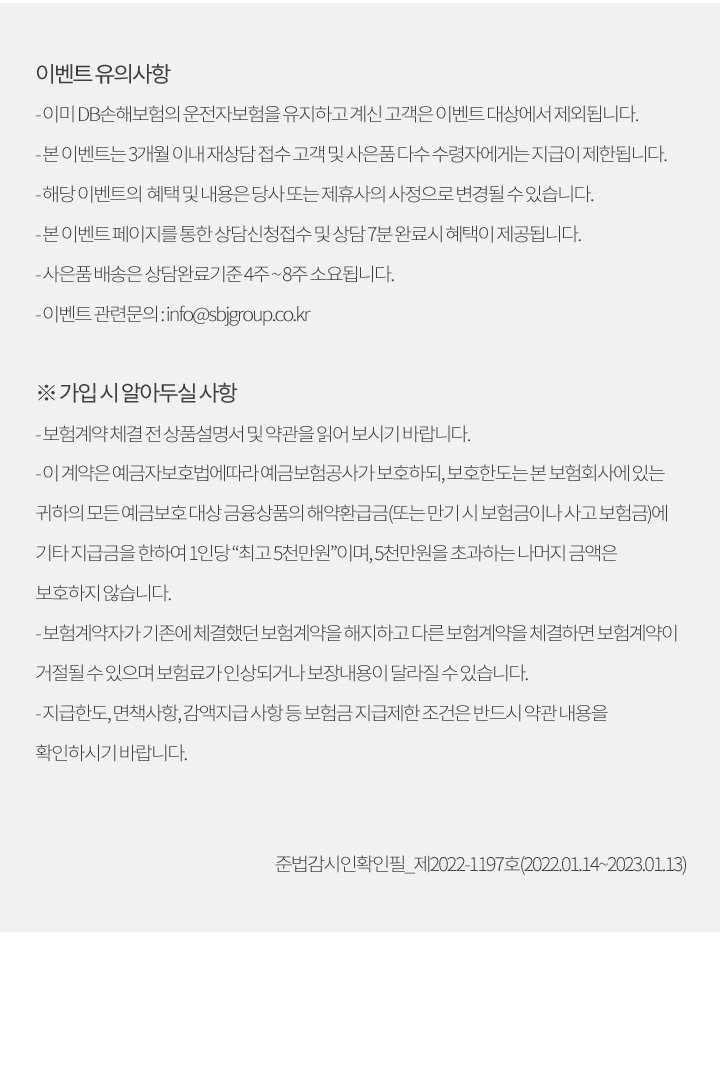 이벤트 유의사항
- 이미 DB손해보험의 운전자보험을 유지하고 계신 고객은 이벤트 대상에서 제외됩니다.
- 본 이벤트는 3개월 이내 재상담 접수 고객 및 사은품 다수 수령자에게는 지급이 제한됩니다.
- 해당 이벤트의 혜택 및 내용은 당사 또는 제휴사의 사정으로 변경될 수 있습니다.
- 본 이벤트 페이지를 통한 상담신청접수 및 상담 7분 완료시 혜택이 제공됩니다.
- 사은품 배송은 상담완료기준 4주 ~ 8주 소요됩니다.
- 이벤트 관련문의 : info@sbjgroup.co.kr
※ 가입 시 알아두실 사항
- 보험계약 체결 전 상품설명서 및 약관을 읽어 보시기 바랍니다.
- 이 계약은 예금자보호법에따라 예금보험공사가 보호하되, 보호한도는 본 보험회사에 있는
귀하의 모든 예금보호 대상 금융상품의 해약환급금(또는 만기 시 보험금이나 사고 보험금)에
기타 지급금을 한하여 1인당 “최고 5천만원”이며, 5천만원을 초과하는 나머지 금액은
보호하지 않습니다.
- 보험계약자가 기존에 체결했던 보험계약을 해지하고 다른 보험계약을 체결하면 보험계약이
거절될 수 있으며 보험료가 인상되거나 보장내용이 달라질 수 있습니다.
- 지급한도, 면책사항, 감액지급 사항 등 보험금 지급제한 조건은 반드시 약관 내용을
확인하시기 바랍니다.
준법감시인확인필_제2022-1197호(2022.01.14~2023.01.13)